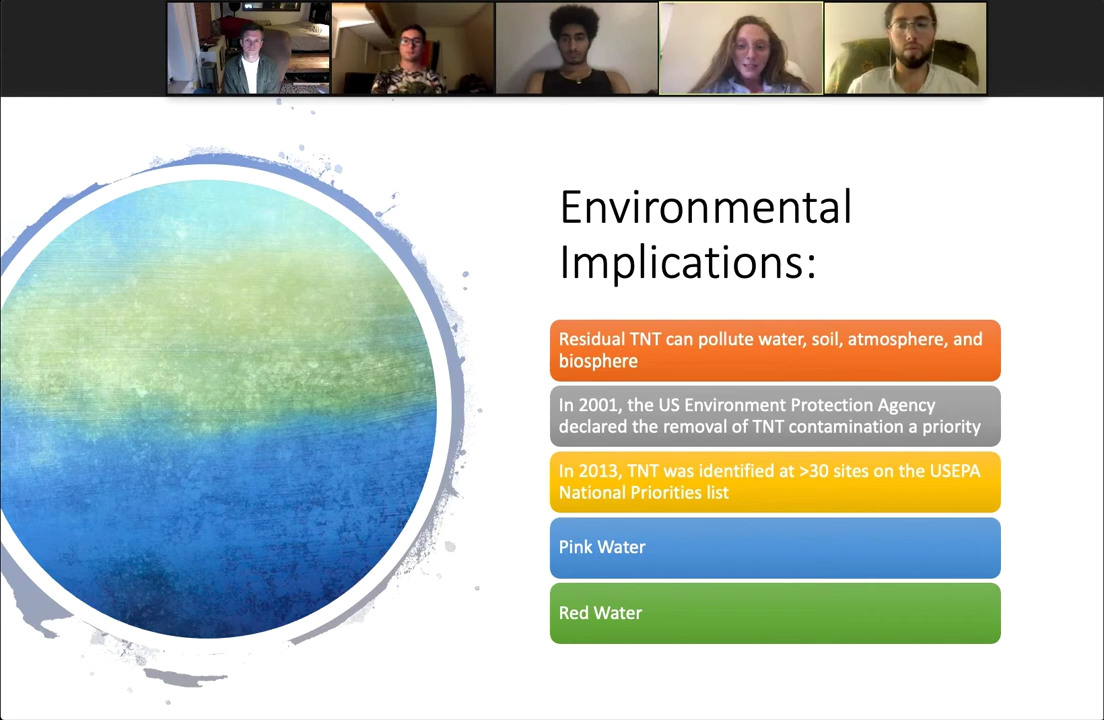 Environmental
Implications:
Residual TNT can pollute water, soil, atmosphere, and
biosphere
In 2001, the US Environment Protection Agency
declared the removal of TNT contamination a priority
In 2013, TNT was identified at >30 sites on the USEPA
National Priorities list
Pink Water
Red Water